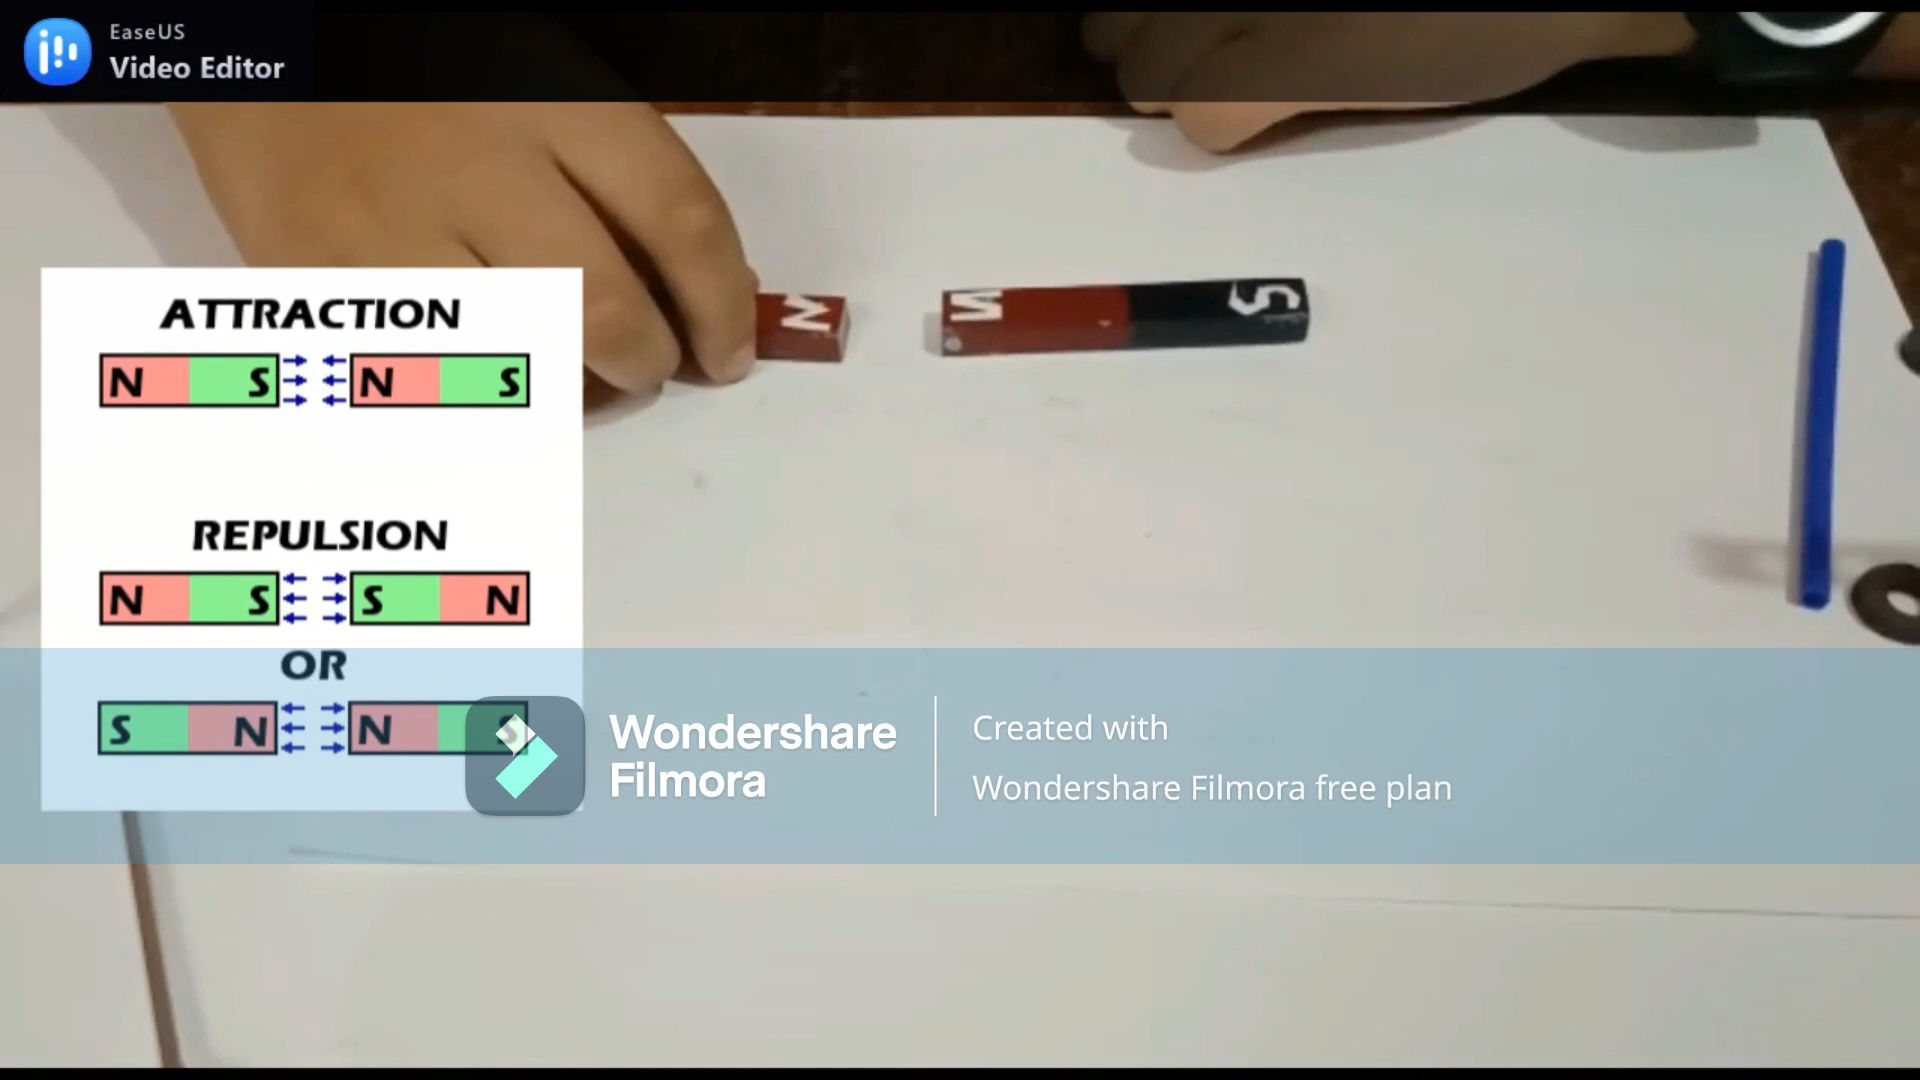 EaseUS
Video Editor
N
N S
ATTRACTION
N S N S
REPULSION
N S S N
OR
S N N S
Wondershare
Filmora
Created with
Wondershare Filmora free plan